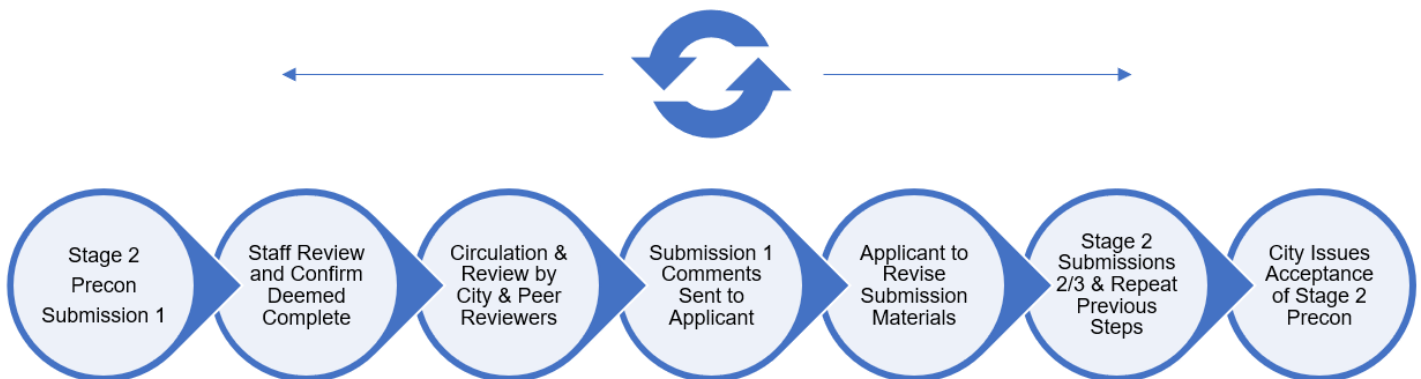 Stage 2
Precon
Submission 1
Staff Review
and Confirm
Deemed
Complete
Circulation &
Review by
City & Peer
Reviewers
Submission 1
Comments
Sent to
Applicant
Applicant to
Revise
Submission
Materials
Stage 2
Submissions
2/3 & Repeat
Previous
Steps
City Issues
Acceptance
of Stage 2
Precon